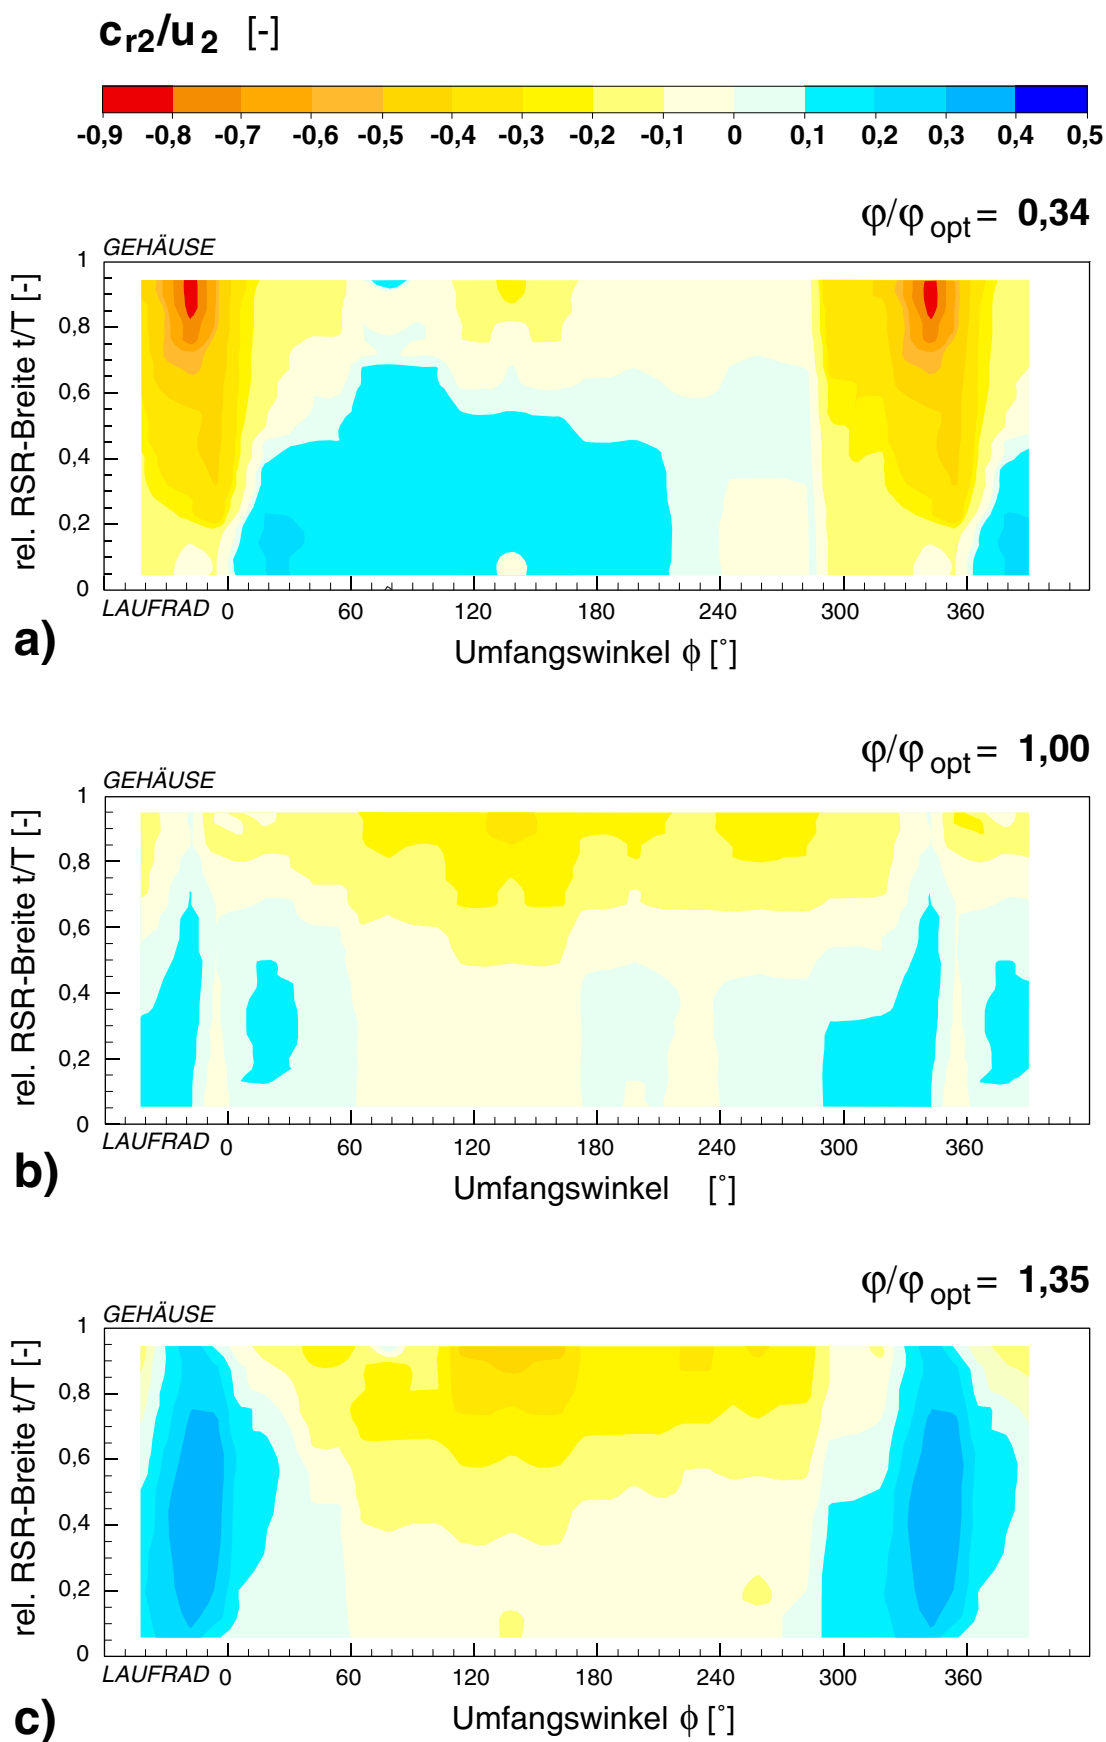 c_r2/u_2 [-]
-0,9 -0,8 -0,7 -0,6 -0,5 -0,4 -0,3 -0,2 -0,1 0 0,1 0,2 0,3 0,4 0,5
φ/φ_opt = 0,34
GEHÄUSE
1
0,8
0,6
0,4
0,2
0
rel. RSR-Breite t/T [-]
LAUFRAD 0 60 120 180 240 300 360
a)
Umfangswinkel ϕ [°]
φ/φ_opt = 1,00
GEHÄUSE
1
0,8
0,6
0,4
0,2
0
rel. RSR-Breite t/T [-]
LAUFRAD 0 60 120 180 240 300 360
b)
Umfangswinkel [°]
φ/φ_opt = 1,35
GEHÄUSE
1
0,8
0,6
0,4
0,2
0
rel. RSR-Breite t/T [-]
LAUFRAD 0 60 120 180 240 300 360
c)
Umfangswinkel ϕ [°]